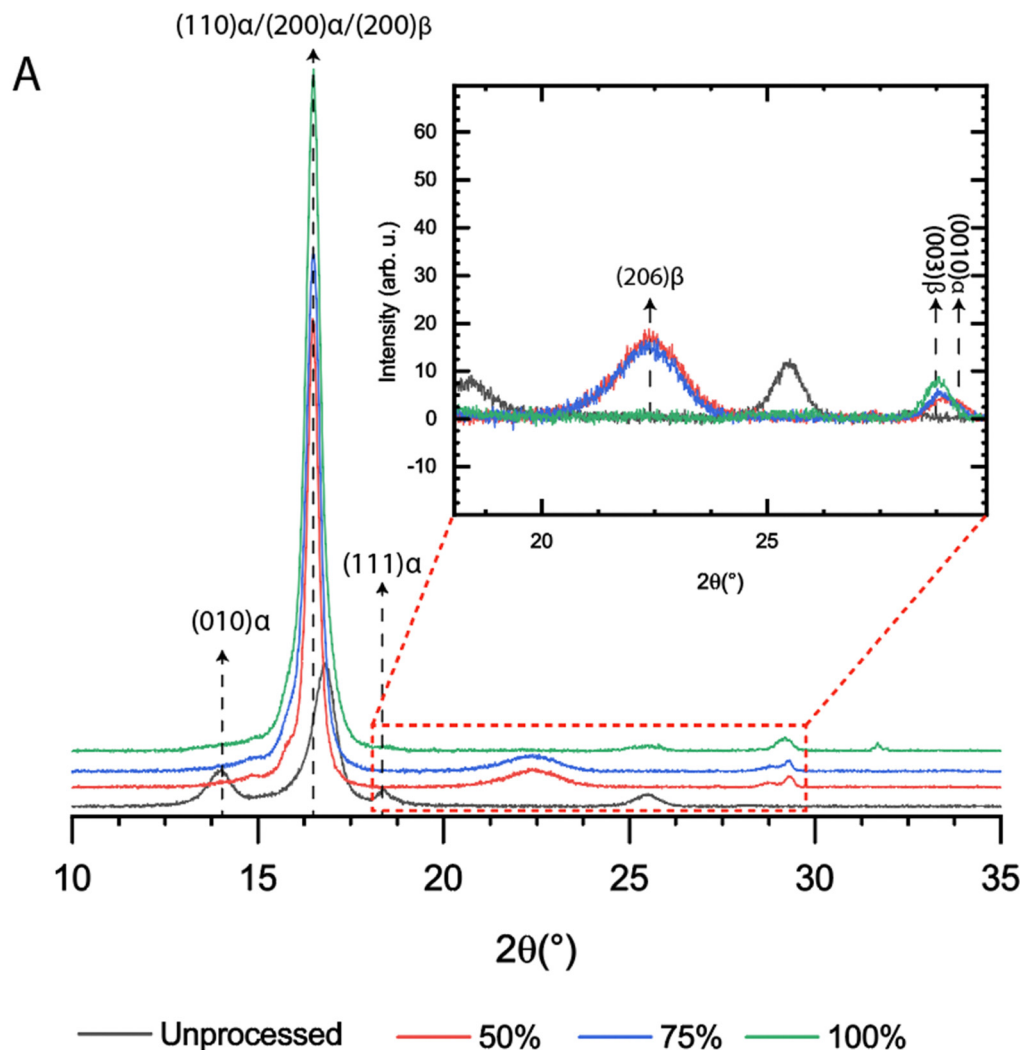 A
(110)α/(200)α/(200)β
(010)α
(111)α
Intensity (arb. u.)
60
50
40
30
20
10
0
-10
(206)β
(003)β
(0010)α
20 25
2θ(°)
10 15 20 25 30 35
2θ(°)
Unprocessed 50% 75% 100%